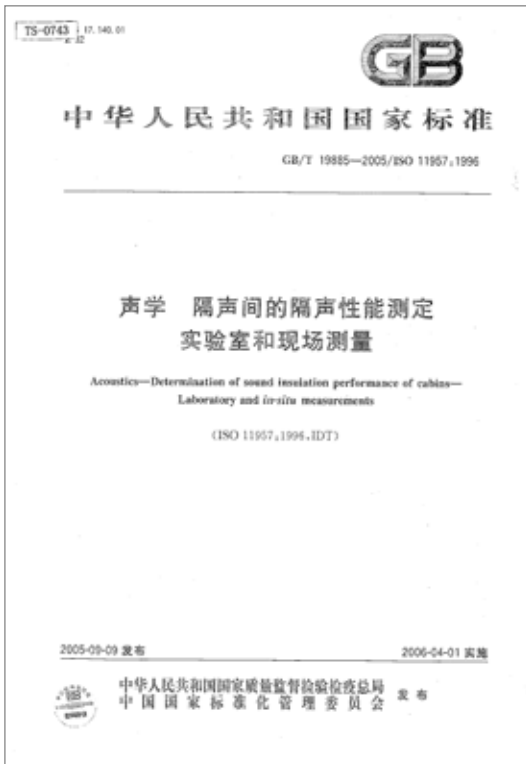 TS-0743
17.140.01
GB
中华人民共和国国家标准
GB/T 19885—2005/ISO 11957:1996
声学 隔声间的隔声性能测定
实验室和现场测量
Acoustics—Determination of sound insulation performance of cabins—
Laboratory and in-situ measurements
(ISO 11957:1996,IDT)
2005-09-09 发布
2006-04-01 实施
中华人民共和国国家质量监督检验检疫总局
中国国家标准化管理委员会
发布